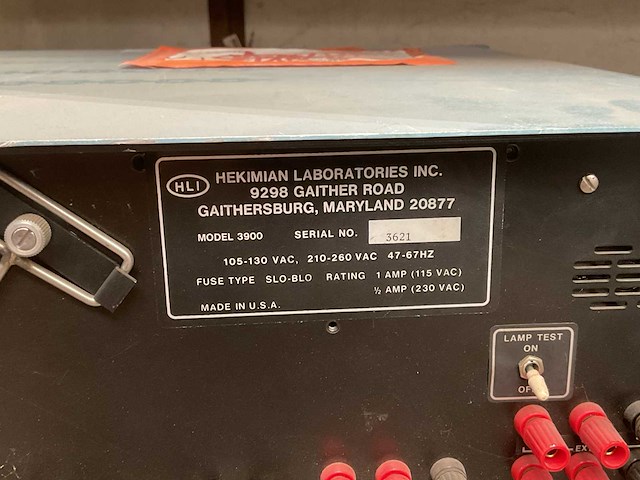 HLI HEKIMIAN LABORATORIES INC.
9298 GAITHER ROAD
GAITHERSBURG, MARYLAND 20877
MODEL 3900 SERIAL NO. 3621
105-130 VAC, 210-260 VAC 47-67HZ
FUSE TYPE SLO-BLO RATING 1 AMP (115 VAC)
½ AMP (230 VAC)
MADE IN U.S.A.
LAMP TEST
ON